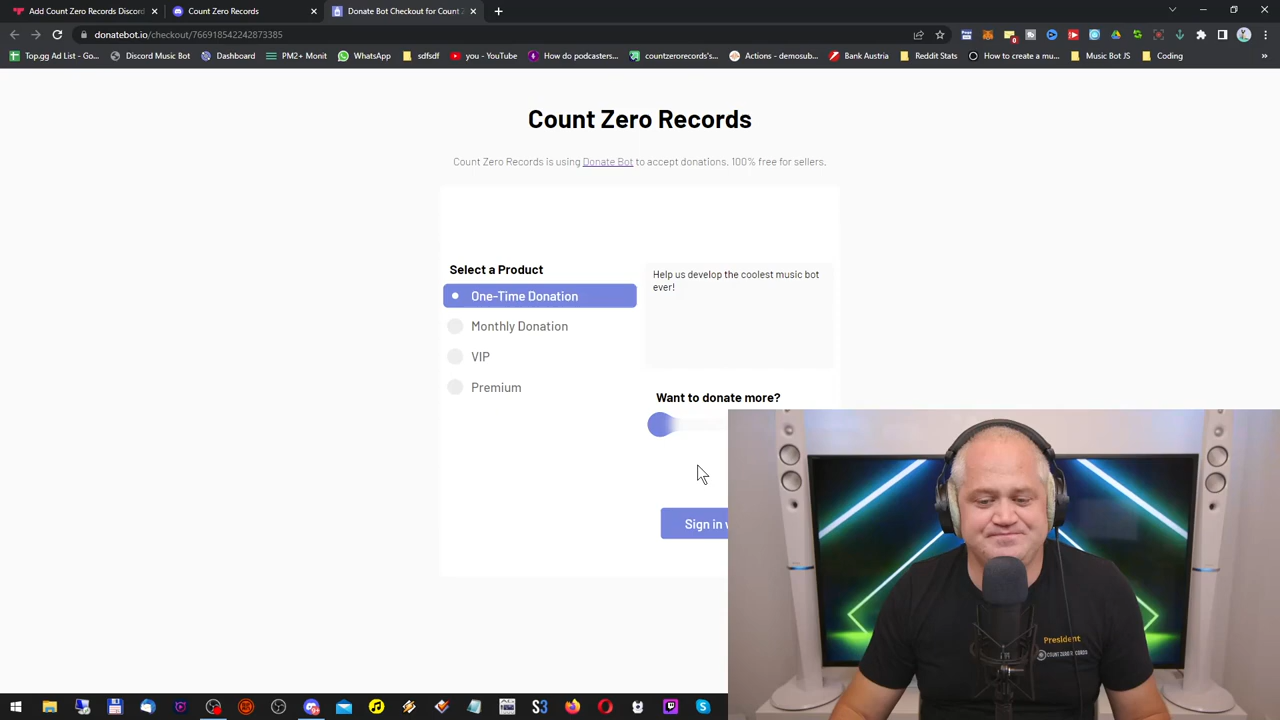 Add Count Zero Records Discord
Count Zero Records
Donate Bot Checkout for Count Z
donatebot.io/checkout/766918542242873385
Top.gg Ad List - Go...
Discord Music Bot
Dashboard
PM2+ Monit
WhatsApp
sdfsdf
you - YouTube
How do podcasters...
countzerorecords's...
Actions - demosub...
Bank Austria
Reddit Stats
How to create a mu...
Music Bot JS
Coding
Count Zero Records
Count Zero Records is using Donate Bot to accept donations. 100% free for sellers.
Select a Product
One-Time Donation
Monthly Donation
VIP
Premium
Help us develop the coolest music bot
ever!
Want to donate more?
Sign in w
President
COUNT ZERO RECORDS
S3